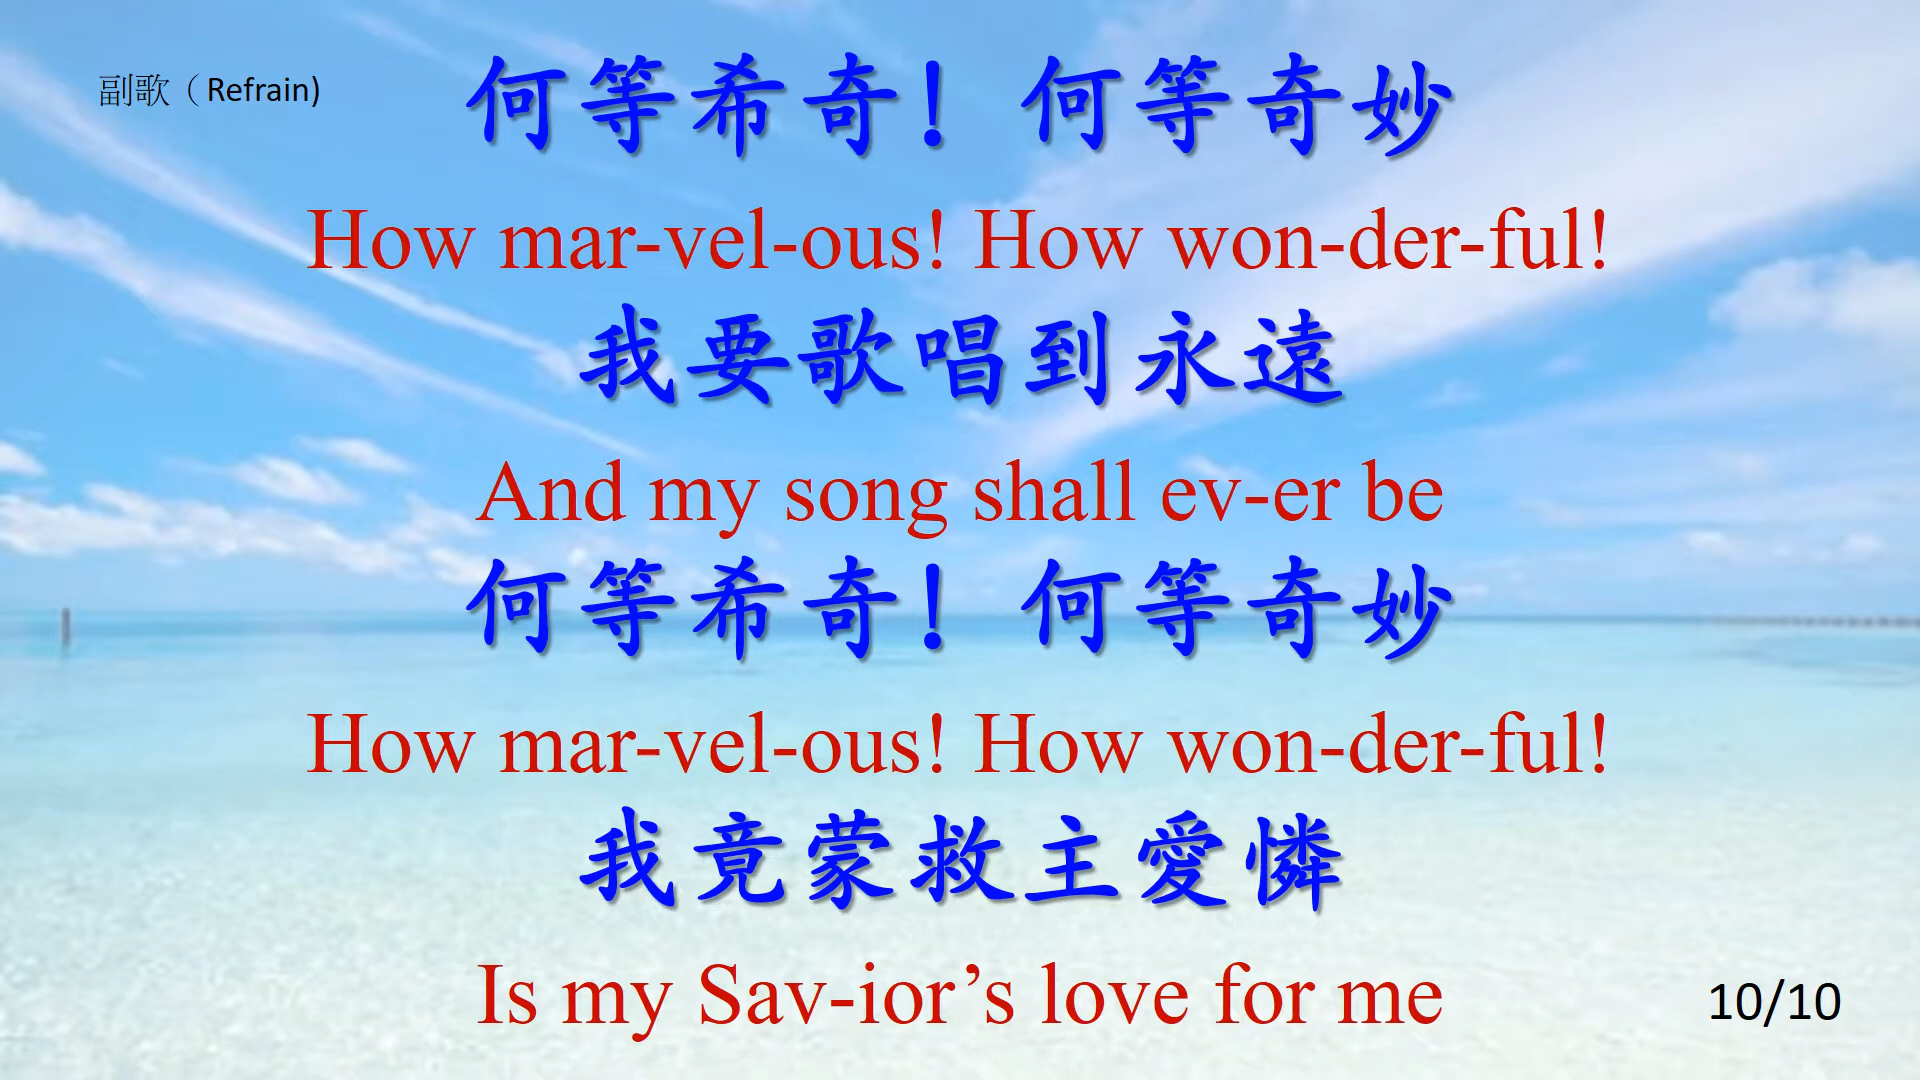 副歌（Refrain)
何等希奇！何等奇妙
How mar-vel-ous! How won-der-ful!
我要歌唱到永遠
And my song shall ev-er be
何等希奇！何等奇妙
How mar-vel-ous! How won-der-ful!
我竟蒙救主愛憐
Is my Sav-ior’s love for me
10/10